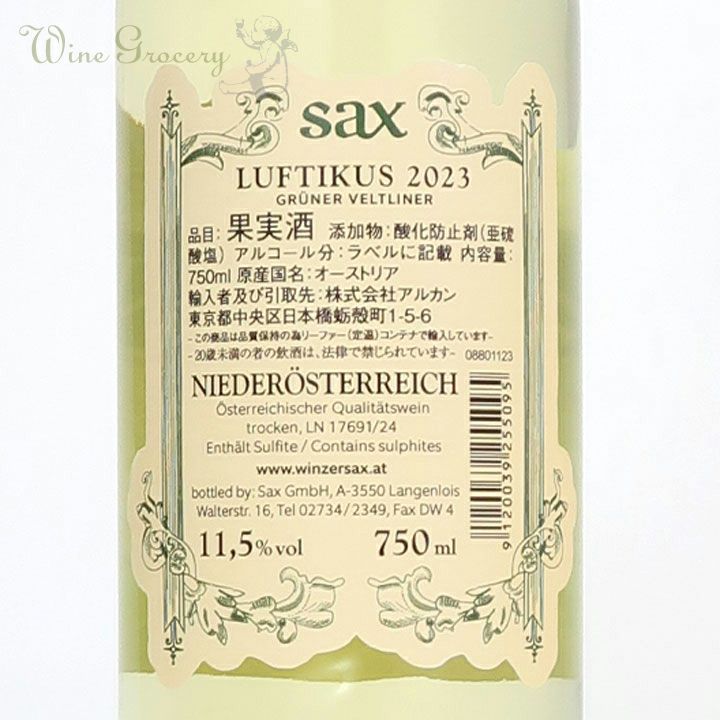 Wine Grocery
sax
LUFTIKUS 2023
GRÜNER VELTLINER
品目：果実酒 添加物：酸化防止剤（亜硫
酸塩） アルコール分：ラベルに記載 内容量：
750ml 原産国名：オーストリア
輸入者及び引取先：株式会社アルカン
東京都中央区日本橋蛎殻町1-5-6
-この商品は品質保持の為リーファー（定温）コンテナで輸入しています-
-20歳未満の者の飲酒は、法律で禁じられています- 08801123
NIEDERÖSTERREICH
Österreichischer Qualitätswein
trocken, LN 17691/24
Enthält Sulfite / Contains sulphites
www.winzersax.at
bottled by: Sax GmbH, A-3550 Langenlois
Walterstr. 16, Tel 02734 / 2349, Fax DW 4
11,5% vol 750 ml
9 120039 255095